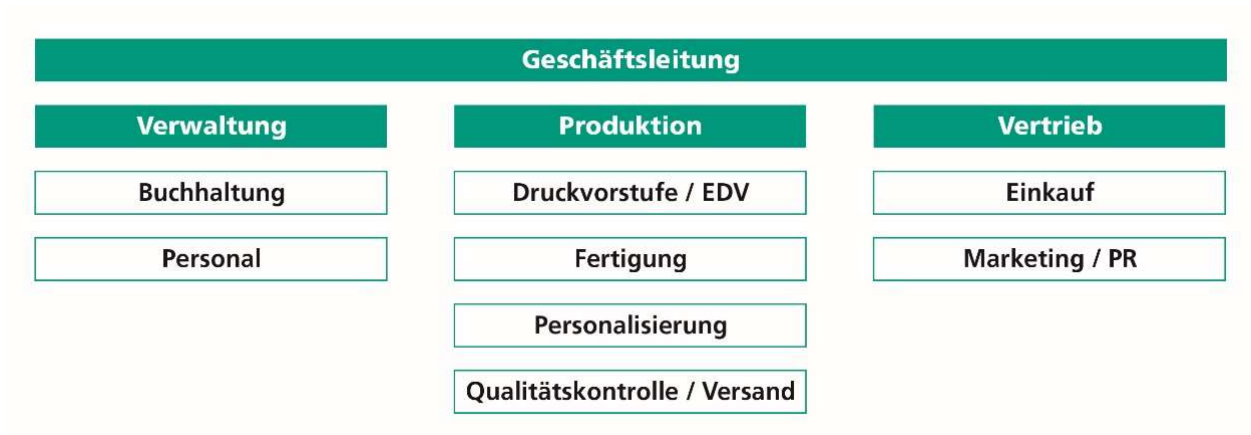 Geschäftsleitung
Verwaltung
Produktion
Vertrieb
Buchhaltung
Druckvorstufe / EDV
Einkauf
Personal
Fertigung
Marketing / PR
Personalisierung
Qualitätskontrolle / Versand